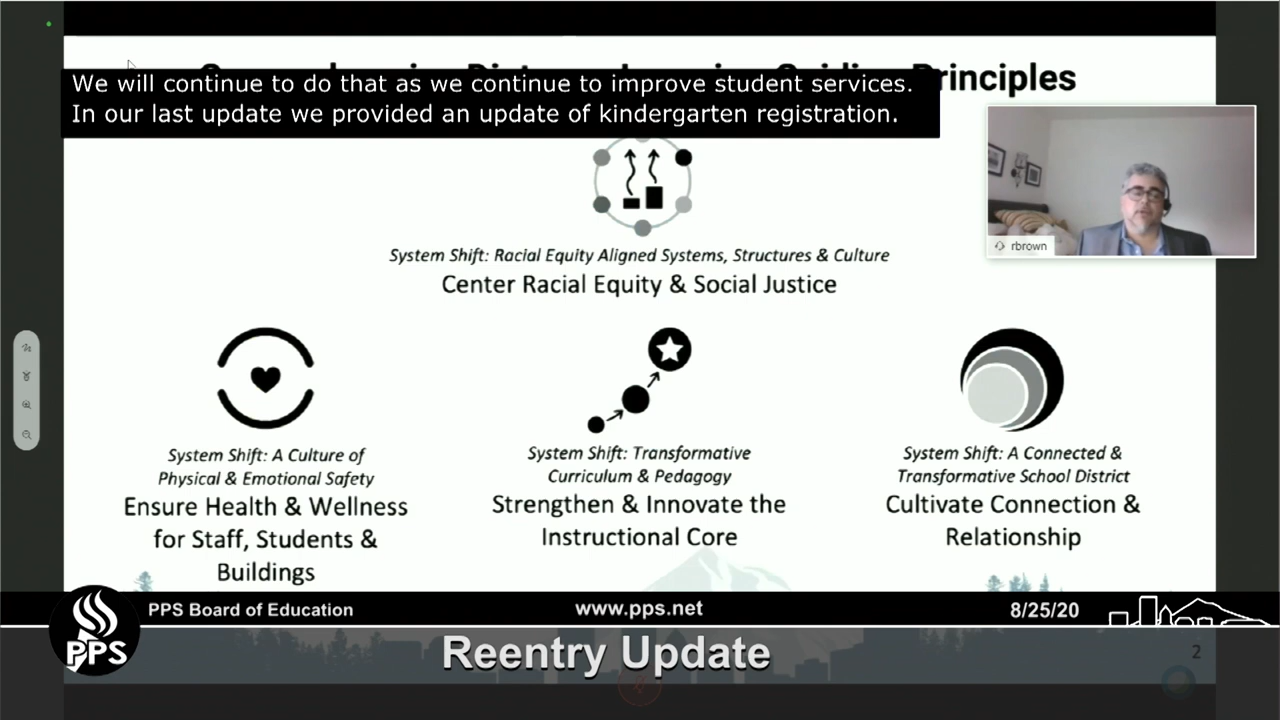 Principles
We will continue to do that as we continue to improve student services.
In our last update we provided an update of kindergarten registration.
rbrown
System Shift: Racial Equity Aligned Systems, Structures & Culture
Center Racial Equity & Social Justice
System Shift: A Culture of
Physical & Emotional Safety
Ensure Health & Wellness
for Staff, Students &
Buildings
System Shift: Transformative
Curriculum & Pedagogy
Strengthen & Innovate the
Instructional Core
System Shift: A Connected &
Transformative School District
Cultivate Connection &
Relationship
PPS Board of Education
www.pps.net
8/25/20
PPS
Reentry Update
2